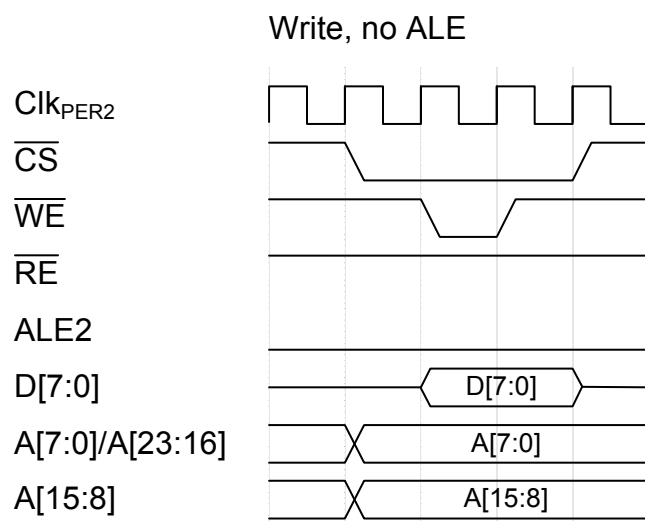 Write, no ALE
ClkPER2
CS
WE
RE
ALE2
D[7:0] D[7:0]
A[7:0]/A[23:16] A[7:0]
A[15:8] A[15:8]